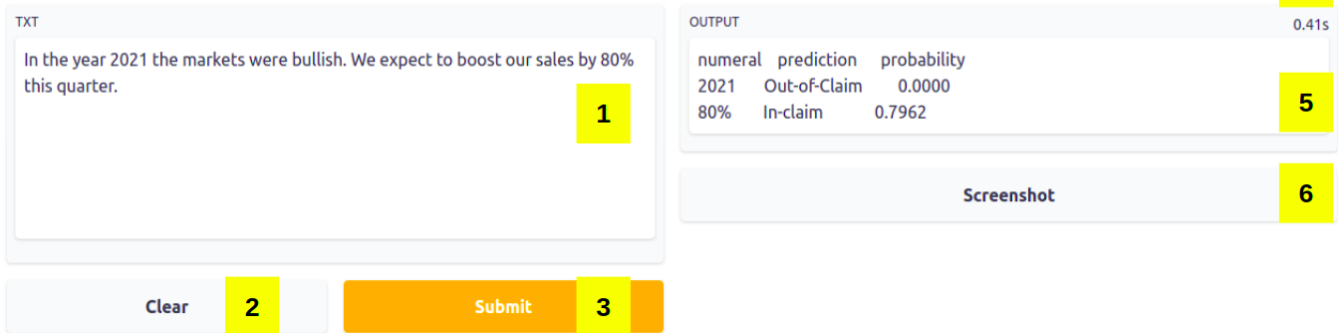 TXT
In the year 2021 the markets were bullish. We expect to boost our sales by 80%
this quarter.
1
Clear
2
Submit
3
OUTPUT
0.41s
numeral prediction probability
2021 Out-of-Claim 0.0000
80% In-claim 0.7962
5
Screenshot
6